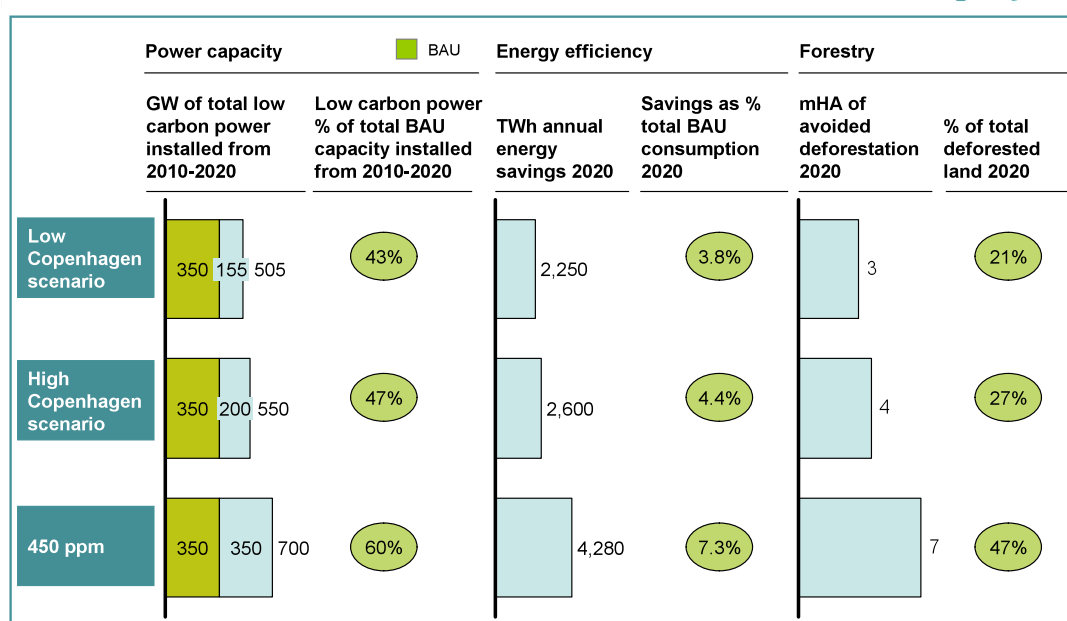 Power capacity
BAU
Energy efficiency
Forestry
GW of total low
carbon power
installed from
2010-2020
Low carbon power
% of total BAU
capacity installed
from 2010-2020
TWh annual
energy
savings 2020
Savings as %
total BAU
consumption
2020
mHA of
avoided
deforestation
2020
% of total
deforested
land 2020
Low
Copenhagen
scenario
350 155 505
43%
2,250
3.8%
3
21%
High
Copenhagen
scenario
350 200 550
47%
2,600
4.4%
4
27%
450 ppm
350 350 700
60%
4,280
7.3%
7
47%